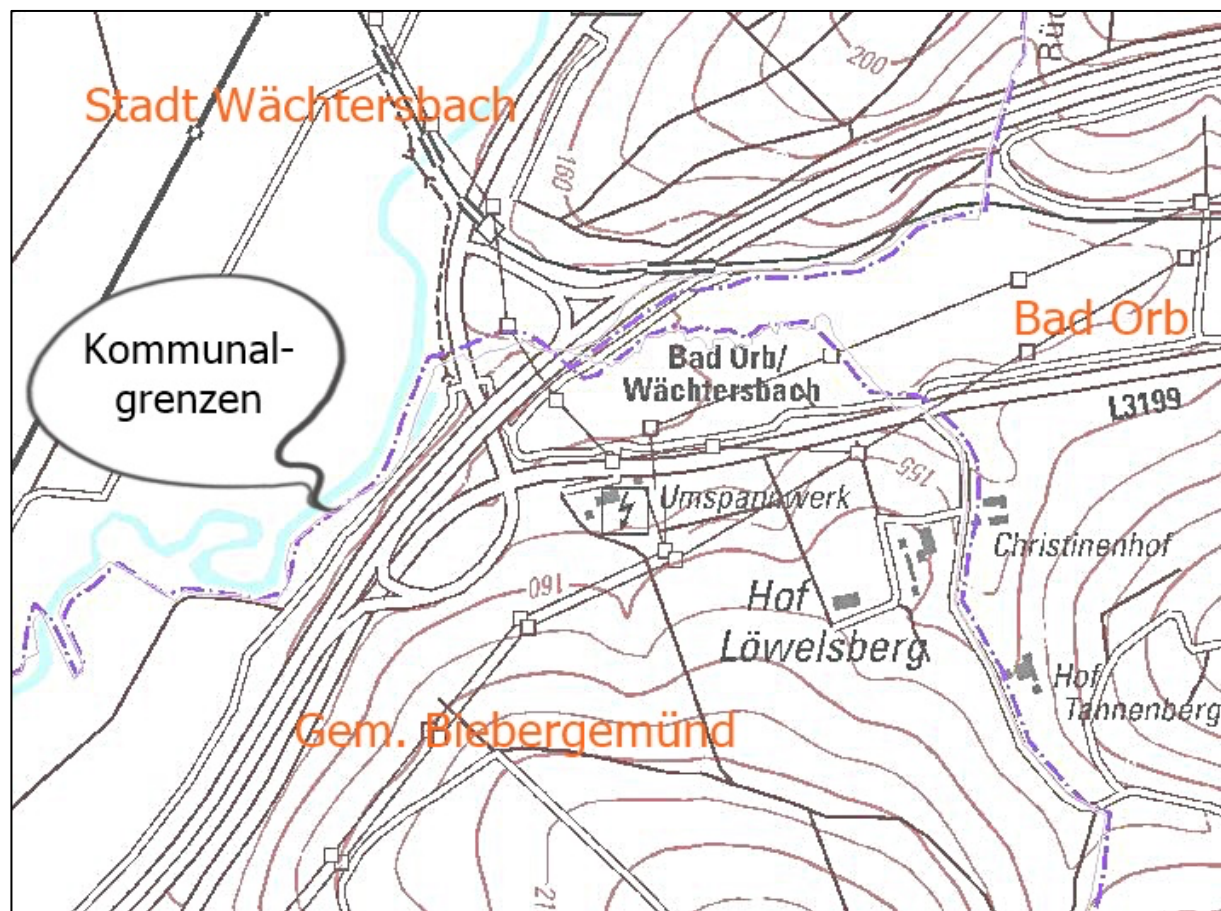 200
Stadt Wächtersbach
160
Bad Orb
Kommunal-
grenzen
Bad Orb/
Wächtersbach
L3199
155
Umspannwerk
Christinenhof
160
Hof
Löwelsberg
Hof
Tannenberg
Gem. Biebergemünd